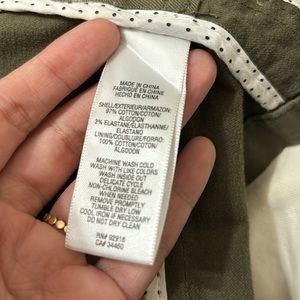 MADE IN CHINA
FABRIQUE EN CHINE
HECHO EN CHINA
SHELL/EXTERIEUR/ARMAZON:
97% COTTON/COTON/
ALGODON
3% ELASTANE/ELASTHANNE/
ELASTANO
LINING/DOUBLURE/FORRO:
100% COTTON/COTON/
ALGODON
MACHINE WASH COLD
WASH WITH LIKE COLORS
WASH INSIDE OUT
DELICATE CYCLE
NON-CHLORINE BLEACH
WHEN NEEDED
REMOVE PROMPTLY
TUMBLE DRY LOW
COOL IRON IF NECESSARY
DO NOT DRY CLEAN
RN# 92916
CA# 34460